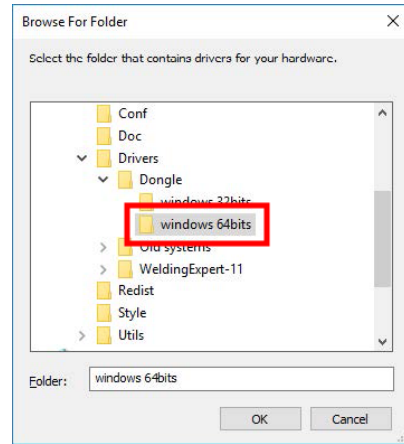 Browse For Folder
Select the folder that contains drivers for your hardware.
Conf
Doc
Drivers
Dongle
windows 32bits
windows 64bits
Old systems
WeldingExpert-11
Redist
Style
Utils
Folder: windows 64bits
OK Cancel